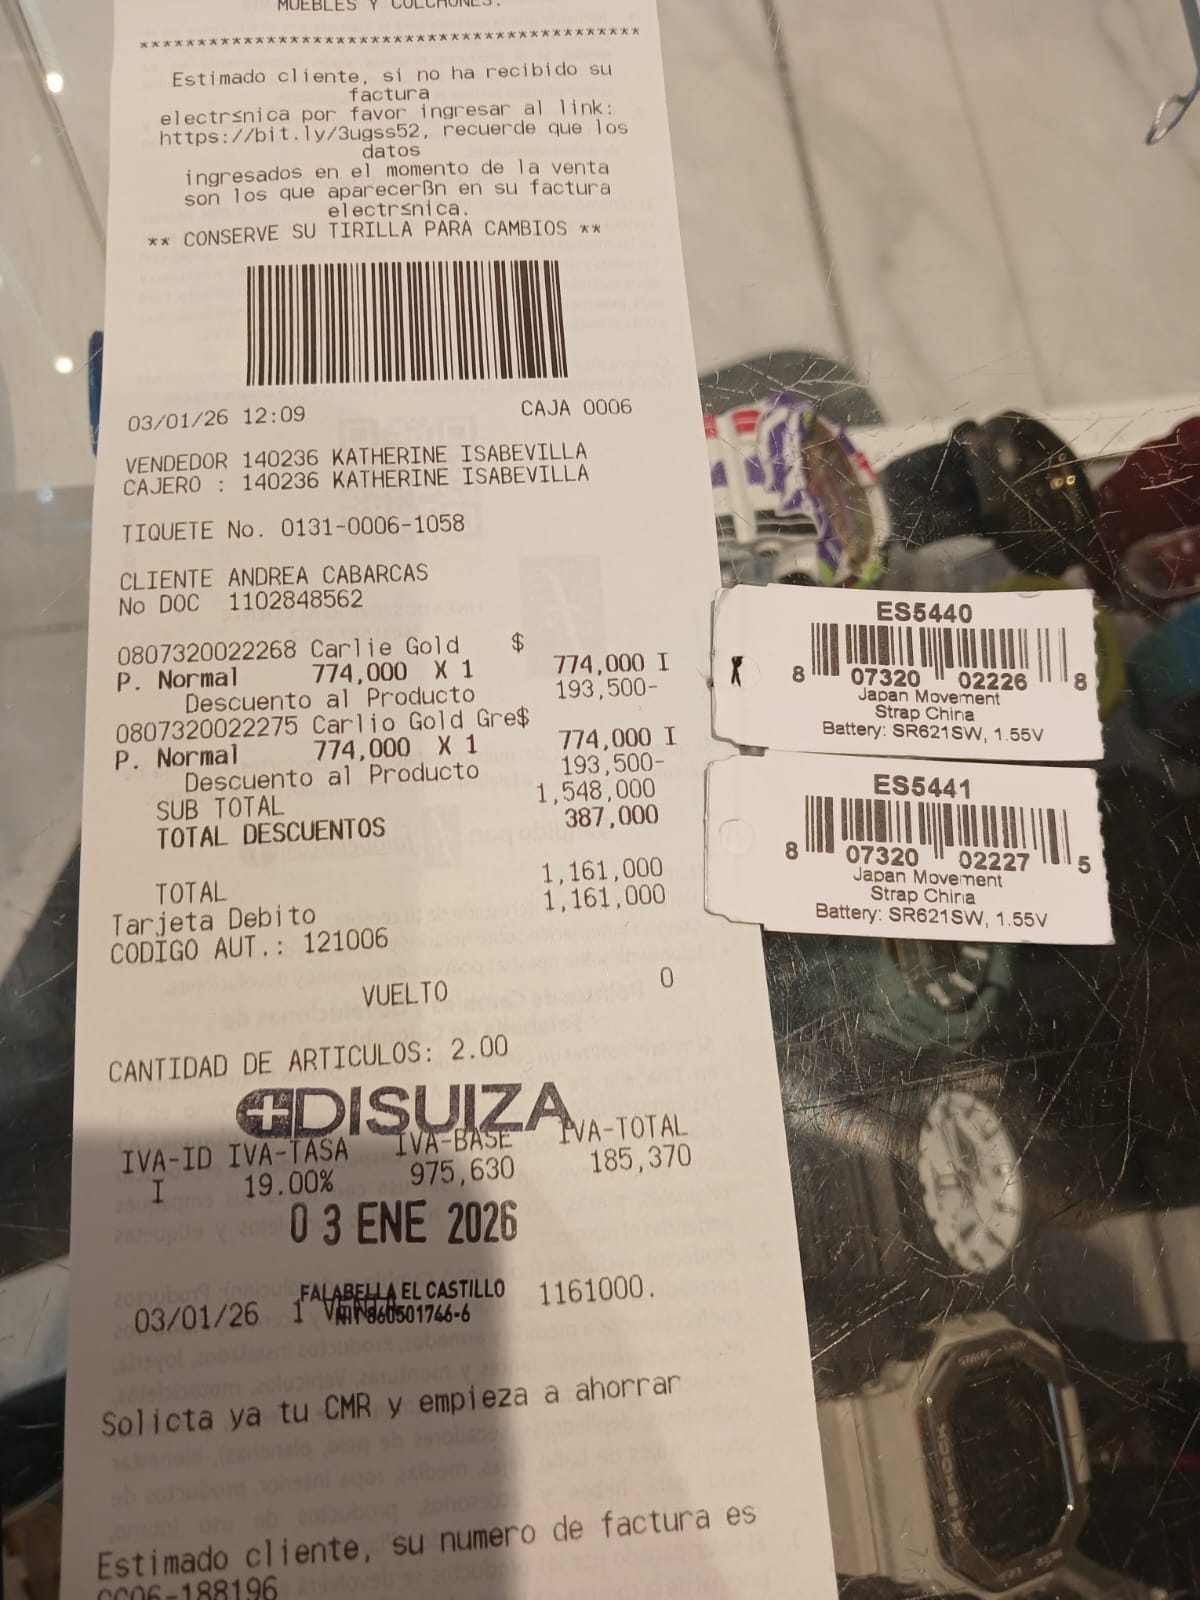 MUEBLES Y COLCHONES.
*******************************************
Estimado cliente, si no ha recibido su
factura
electr≤nica por favor ingresar al link:
https://bit.ly/3ugss52, recuerde que los
datos
ingresados en el momento de la venta
son los que aparecerßn en su factura
electr≤nica.
** CONSERVE SU TIRILLA PARA CAMBIOS **
03/01/26 12:09 CAJA 0006
VENDEDOR 140236 KATHERINE ISABEVILLA
CAJERO : 140236 KATHERINE ISABEVILLA
TIQUETE No. 0131-0006-1058
CLIENTE ANDREA CABARCAS
No DOC 1102848562
0807320022268 Carlie Gold $
P. Normal 774,000 X 1 774,000 I
Descuento al Producto 193,500-
0807320022275 Carlio Gold Gre$
P. Normal 774,000 X 1 774,000 I
Descuento al Producto 193,500-
SUB TOTAL 1,548,000
TOTAL DESCUENTOS 387,000
TOTAL 1,161,000
Tarjeta Debito 1,161,000
CODIGO AUT.: 121006
VUELTO 0
CANTIDAD DE ARTICULOS: 2.00
DISUIZA
IVA-ID IVA-TASA IVA-BASE IVA-TOTAL
I 19.00% 975,630 185,370
03 ENE 2026
FALABELLA EL CASTILLO
03/01/26 1 1161000.
NIT 860501746-6
Solicta ya tu CMR y empieza a ahorrar
Estimado cliente, su numero de factura es
CC06-188196
ES5440
8 07320 02226 8
Japan Movement
Strap China
Battery: SR621SW, 1.55V
ES5441
8 07320 02227 5
Japan Movement
Strap China
Battery: SR621SW, 1.55V